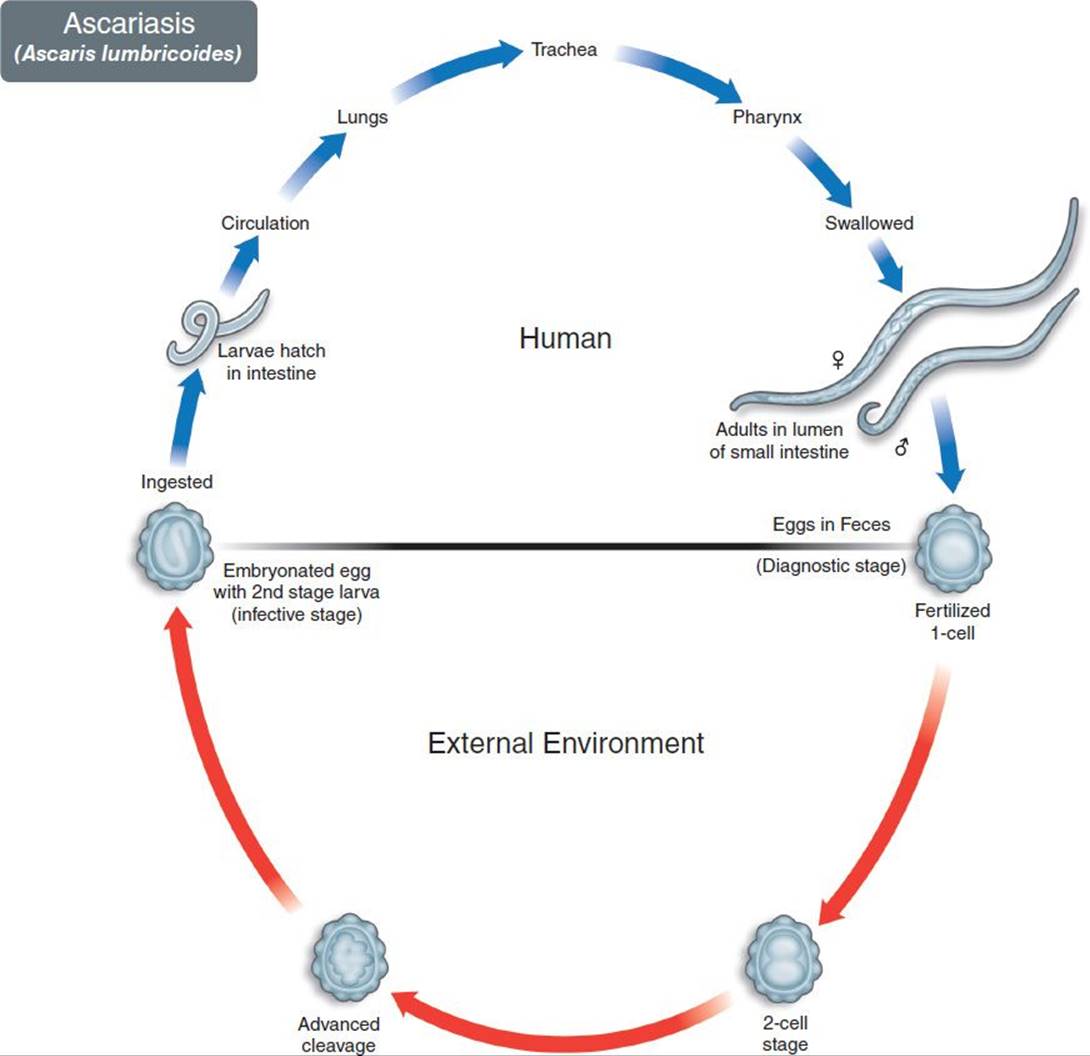 Ascariasis
(Ascaris lumbricoides)
Trachea
Lungs
Pharynx
Circulation
Swallowed
Human
Larvae hatch
in intestine
♀
Adults in lumen
of small intestine
♂
Ingested
Eggs in Feces
(Diagnostic stage)
Embryonated egg
with 2nd stage larva
(infective stage)
Fertilized
1-cell
External Environment
Advanced
cleavage
2-cell
stage